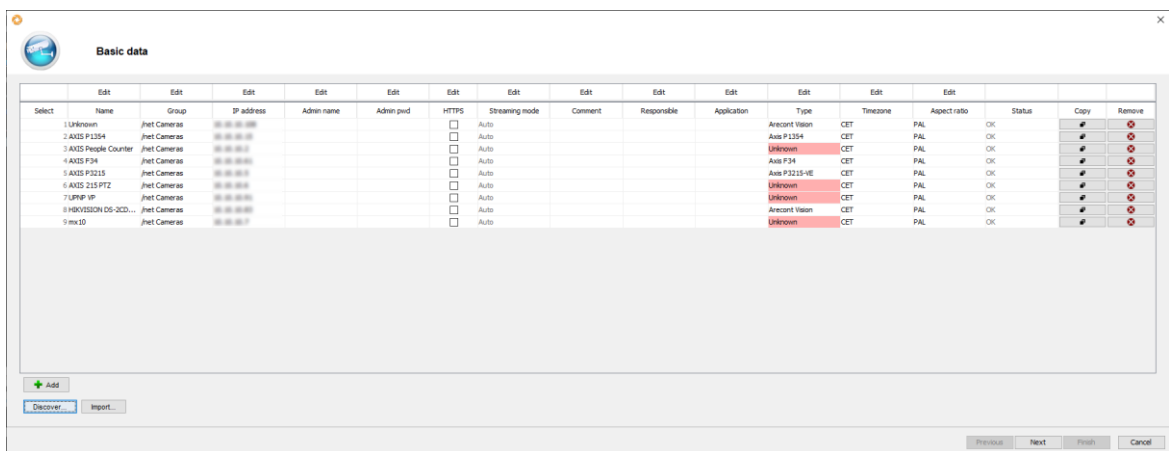 Basic data
Edit Edit Edit Edit Edit Edit Edit Edit Edit Edit Edit Edit Edit
Select Name Group IP address Admin name Admin pwd HTTPS Streaming mode Comment Responsible Application Type Timezone Aspect ratio Status Copy Remove
1 Unknown /net Cameras Auto Arecont Vision CET PAL OK
2 AXIS P1354 /net Cameras Auto Axis P1354 CET PAL OK
3 AXIS People Counter /net Cameras Auto Unknown CET PAL OK
4 AXIS F34 /net Cameras Auto Axis F34 CET PAL OK
5 AXIS P3215 /net Cameras Auto Axis P3215-VE CET PAL OK
6 AXIS 215 PTZ /net Cameras Auto Unknown CET PAL OK
7 UPNP VP /net Cameras Auto Unknown CET PAL OK
8 HIKVISION DS-2CD... /net Cameras Auto Arecont Vision CET PAL OK
9 mx10 /net Cameras Auto Unknown CET PAL OK
Add
Discover... Import...
Previous Next Finish Cancel